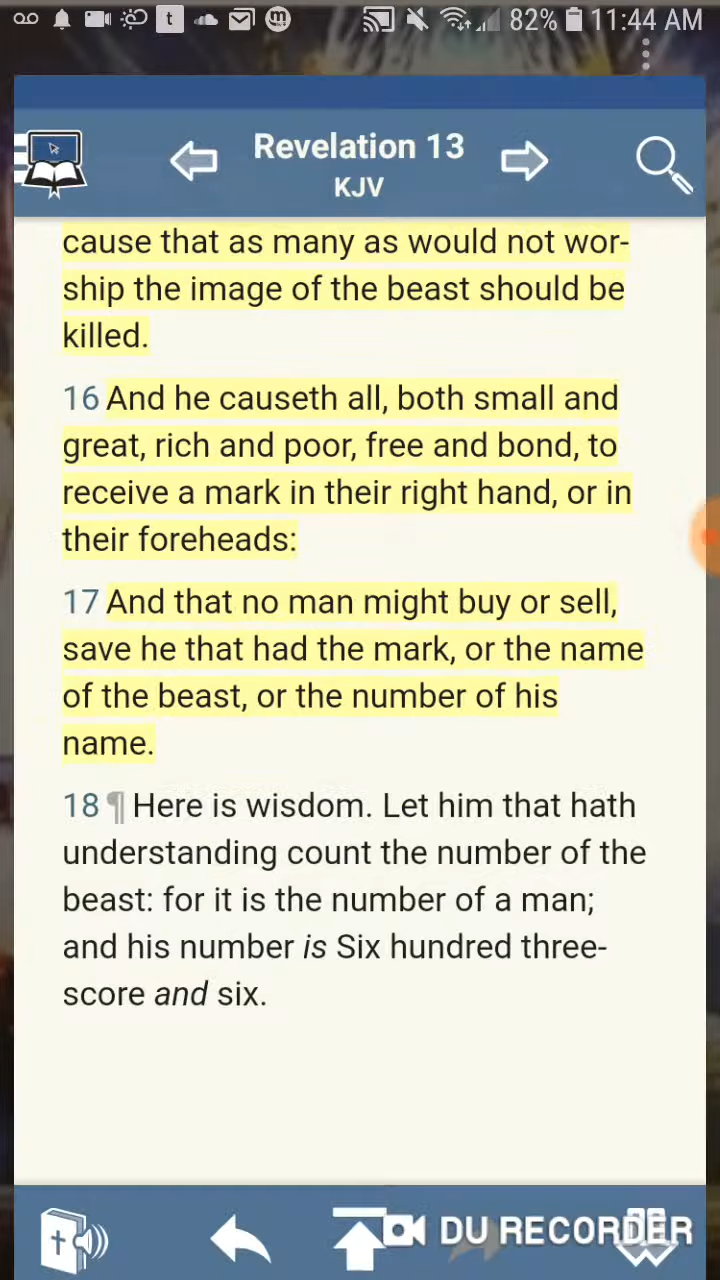 t
m
82%
11:44 AM
Revelation 13
KJV
cause that as many as would not wor-
ship the image of the beast should be
killed.
16 And he causeth all, both small and
great, rich and poor, free and bond, to
receive a mark in their right hand, or in
their foreheads:
17 And that no man might buy or sell,
save he that had the mark, or the name
of the beast, or the number of his
name.
18 ¶ Here is wisdom. Let him that hath
understanding count the number of the
beast: for it is the number of a man;
and his number is Six hundred three-
score and six.
DU RECORDER